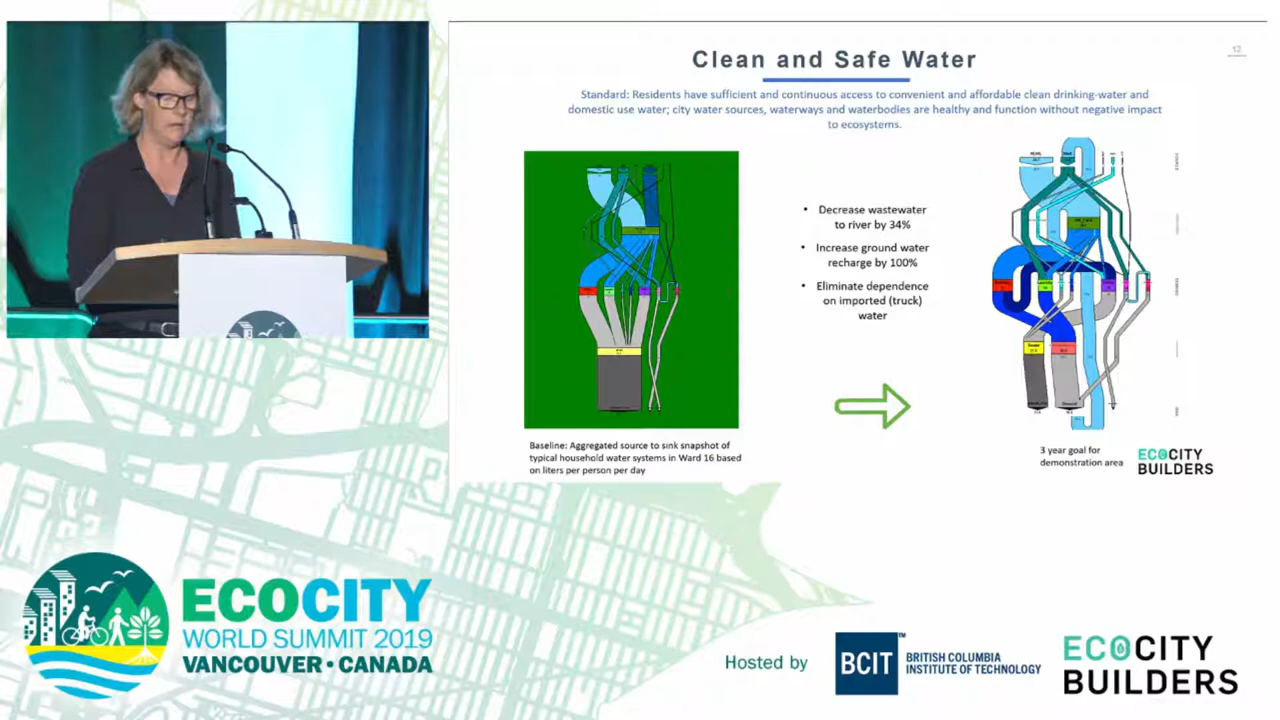 Clean and Safe Water
12
Standard: Residents have sufficient and continuous access to convenient and affordable clean drinking-water and
domestic use water; city water sources, waterways and waterbodies are healthy and function without negative impact
to ecosystems.
• Decrease wastewater
to river by 34%
• Increase ground water
recharge by 100%
• Eliminate dependence
on imported (truck)
water
Baseline: Aggregated source to sink snapshot of
typical household water systems in Ward 16 based
on liters per person per day
3 year goal for
demonstration area
ECOCITY
BUILDERS
ECOCITY
WORLD SUMMIT 2019
VANCOUVER • CANADA
Hosted by
BCIT™
BRITISH COLUMBIA
INSTITUTE OF TECHNOLOGY
ECOCITY
BUILDERS